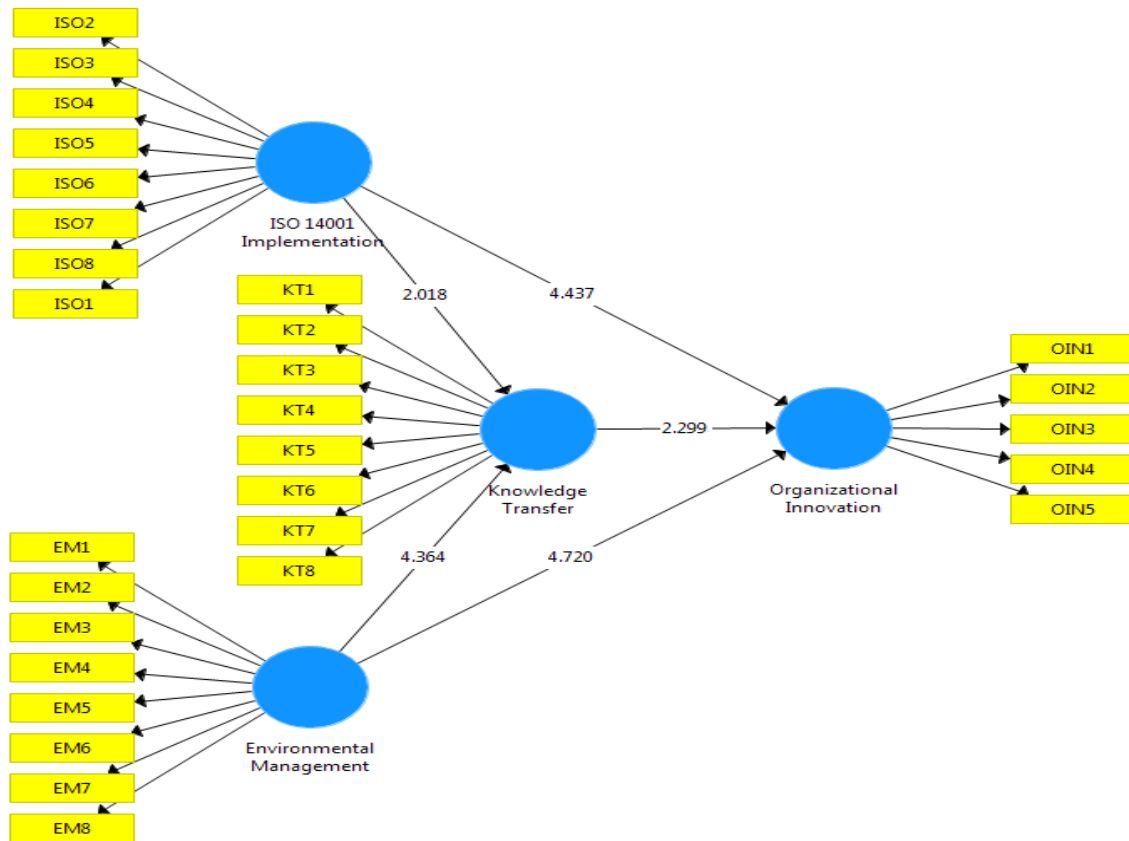 ISO2
ISO3
ISO4
ISO5
ISO6
ISO7
ISO8
ISO1
ISO 14001
Implementation
2.018
4.437
KT1
KT2
KT3
KT4
KT5
KT6
KT7
KT8
Knowledge
Transfer
2.299
Organizational
Innovation
OIN1
OIN2
OIN3
OIN4
OIN5
4.364
4.720
EM1
EM2
EM3
EM4
EM5
EM6
EM7
EM8
Environmental
Management